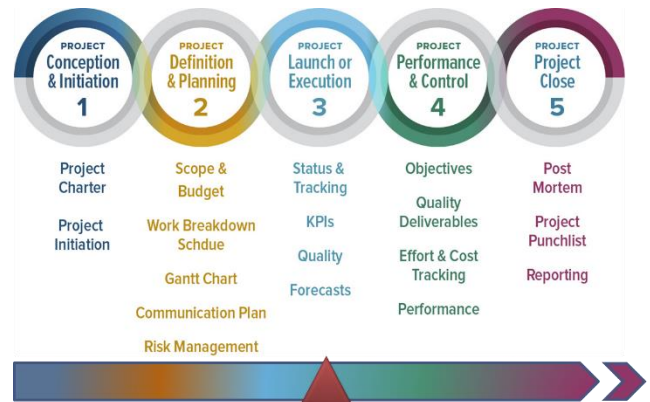 PROJECT
Conception
& Initiation
1
PROJECT
Definition
& Planning
2
PROJECT
Launch or
Execution
3
PROJECT
Performance
& Control
4
PROJECT
Project
Close
5
Project
Charter
Project
Initiation
Scope &
Budget
Work Breakdown
Schdue
Gantt Chart
Communication Plan
Risk Management
Status &
Tracking
KPIs
Quality
Forecasts
Objectives
Quality
Deliverables
Effort & Cost
Tracking
Performance
Post
Mortem
Project
Punchlist
Reporting